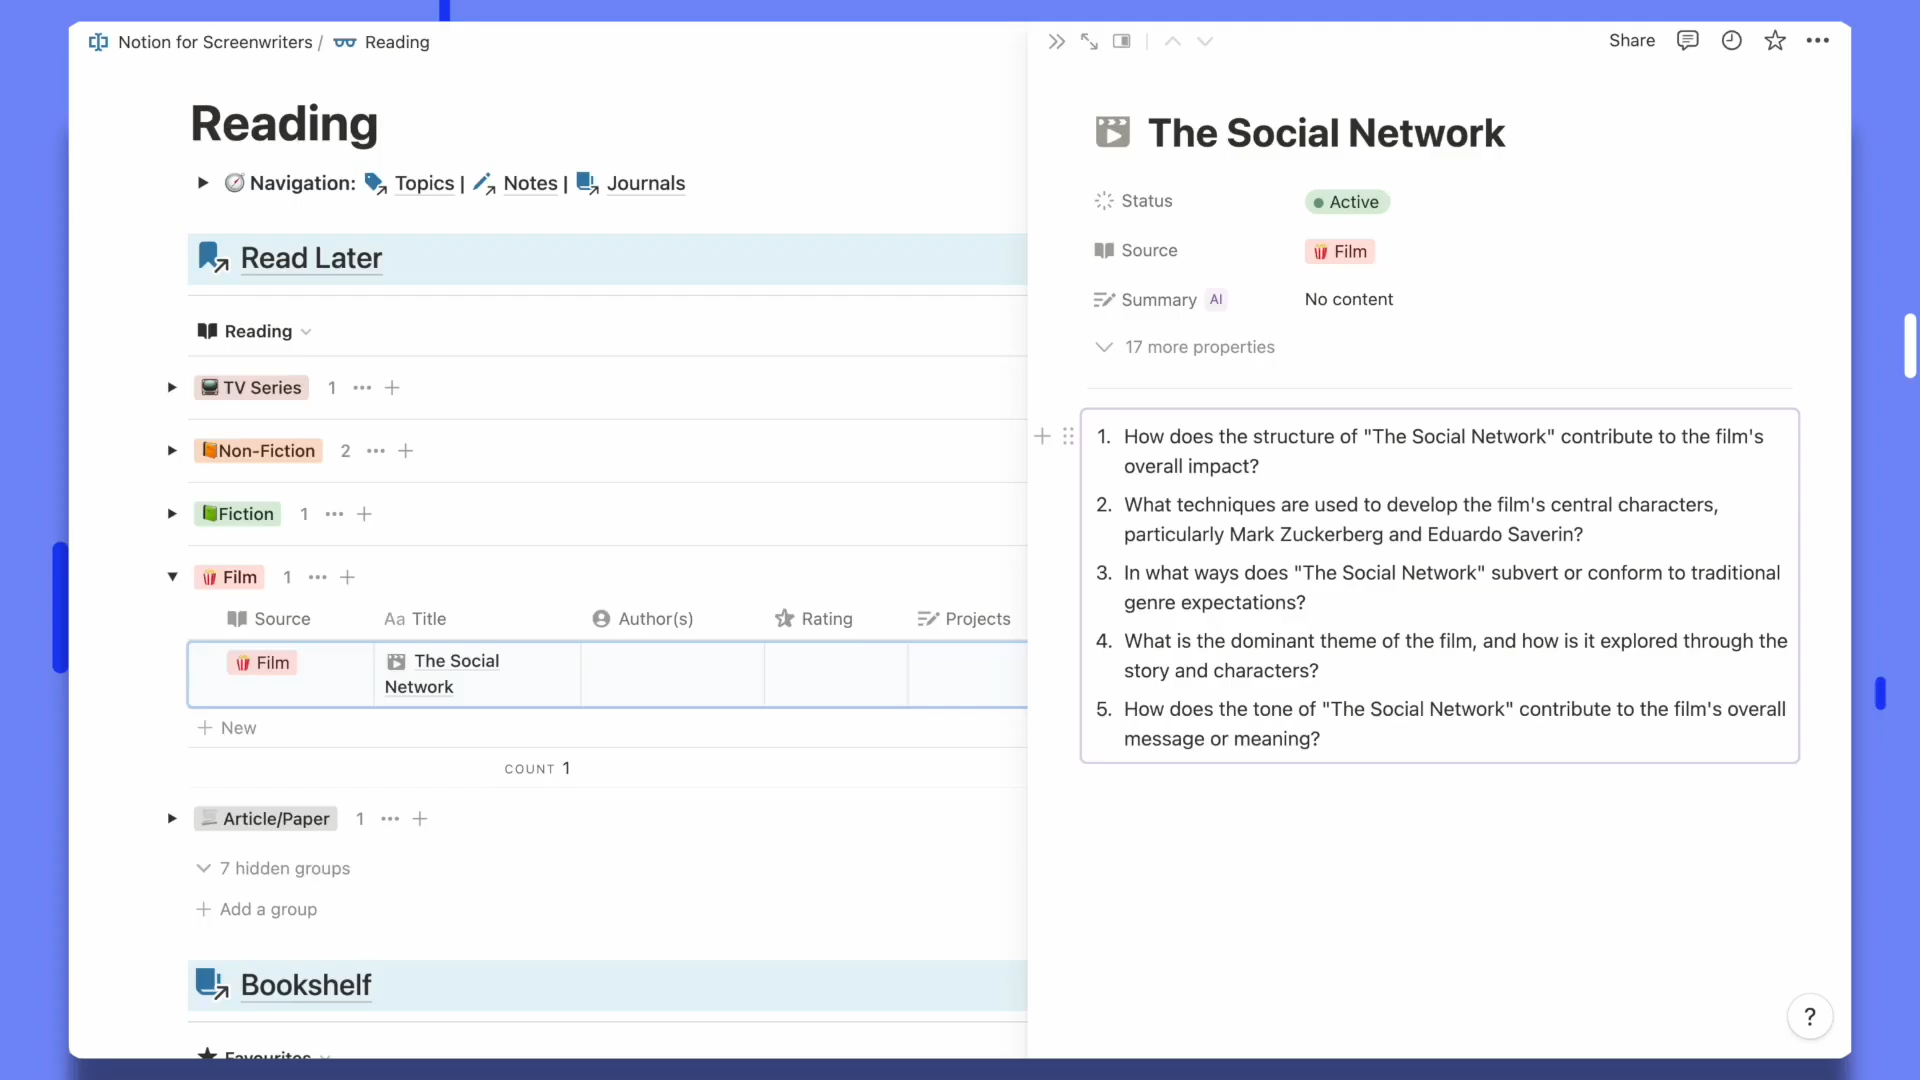 Notion for Screenwriters / Reading
Share
Reading
Navigation: Topics | Notes | Journals
Read Later
Reading
TV Series 1
Non-Fiction 2
Fiction 1
Film 1
Source Aa Title Author(s) Rating Projects
Film The Social
Network
New
COUNT 1
Article/Paper 1
7 hidden groups
Add a group
Bookshelf
Favourites
The Social Network
Status Active
Source Film
Summary AI No content
17 more properties
1. How does the structure of "The Social Network" contribute to the film's
overall impact?
2. What techniques are used to develop the film's central characters,
particularly Mark Zuckerberg and Eduardo Saverin?
3. In what ways does "The Social Network" subvert or conform to traditional
genre expectations?
4. What is the dominant theme of the film, and how is it explored through the
story and characters?
5. How does the tone of "The Social Network" contribute to the film's overall
message or meaning?
?